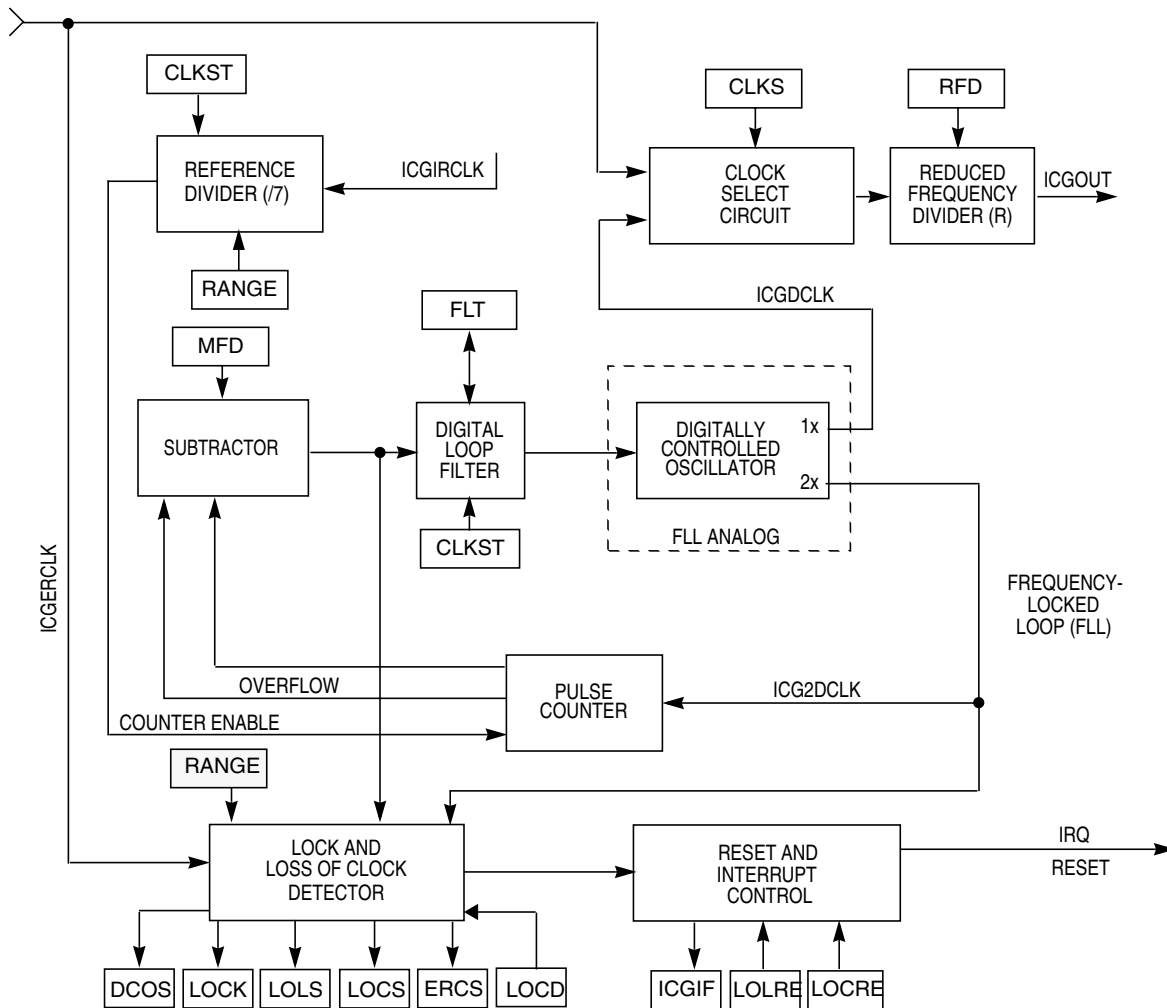 CLKST
CLKS
RFD
REFERENCE
DIVIDER (/7)
ICGIRCLK
CLOCK
SELECT
CIRCUIT
REDUCED
FREQUENCY
DIVIDER (R)
ICGOUT
RANGE
ICGDCLK
FLT
MFD
SUBTRACTOR
DIGITAL
LOOP
FILTER
DIGITALLY
CONTROLLED
OSCILLATOR
1x
2x
FLL ANALOG
CLKST
ICGERCLK
FREQUENCY-
LOCKED
LOOP (FLL)
OVERFLOW
PULSE
COUNTER
ICG2DCLK
COUNTER ENABLE
RANGE
LOCK AND
LOSS OF CLOCK
DETECTOR
RESET AND
INTERRUPT
CONTROL
IRQ
RESET
DCOS
LOCK
LOLS
LOCS
ERCS
LOCD
ICGIF
LOLRE
LOCRE